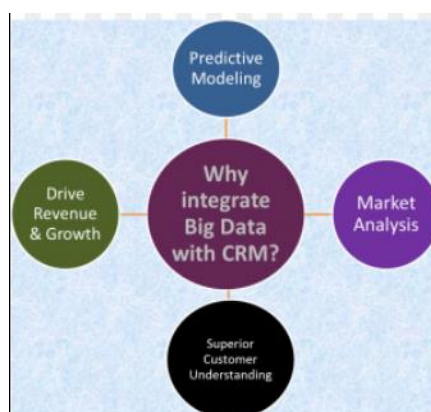 Predictive
Modeling
Drive
Revenue
& Growth
Why
integrate
Big Data
with CRM?
Market
Analysis
Superior
Customer
Understanding